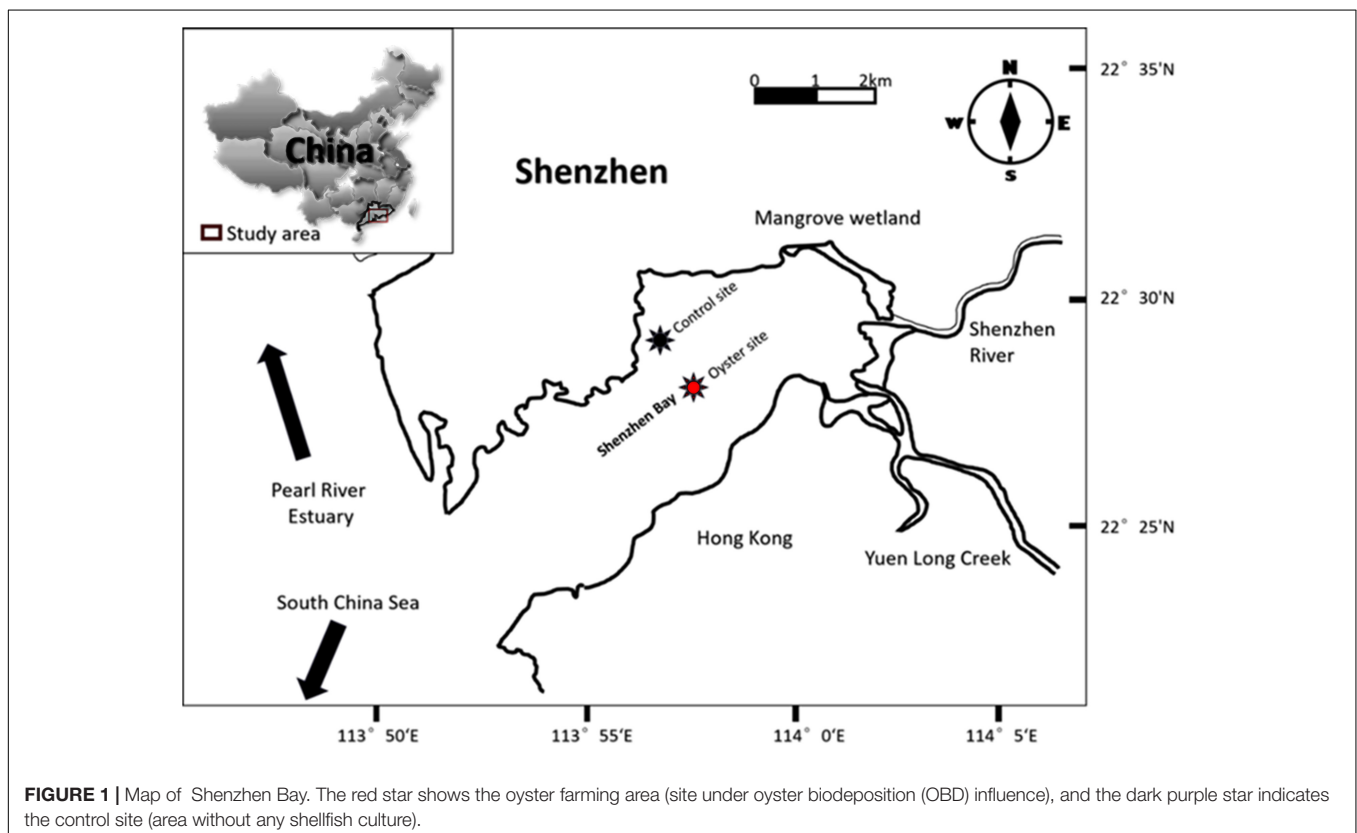 China
Study area
0 1 2km
N
W E
S
22° 35'N
Shenzhen
Mangrove wetland
22° 30'N
Control site
Shenzhen
River
Oyster site
Shenzhen Bay
Pearl River
Estuary
22° 25'N
Hong Kong
Yuen Long Creek
South China Sea
113° 50'E 113° 55'E 114° 0'E 114° 5'E
FIGURE 1 | Map of Shenzhen Bay. The red star shows the oyster farming area (site under oyster biodeposition (OBD) influence), and the dark purple star indicates
the control site (area without any shellfish culture).